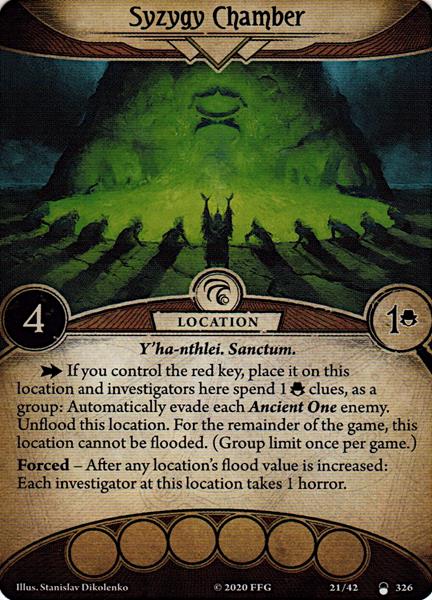 Syzygy Chamber
4
1
LOCATION
Y'ha-nthlei. Sanctum.
If you control the red key, place it on this
location and investigators here spend 1 clues, as a
group: Automatically evade each Ancient One enemy.
Unflood this location. For the remainder of the game, this
location cannot be flooded. (Group limit once per game.)
Forced – After any location's flood value is increased:
Each investigator at this location takes 1 horror.
Illus. Stanislav Dikolenko © 2020 FFG 21/42 326